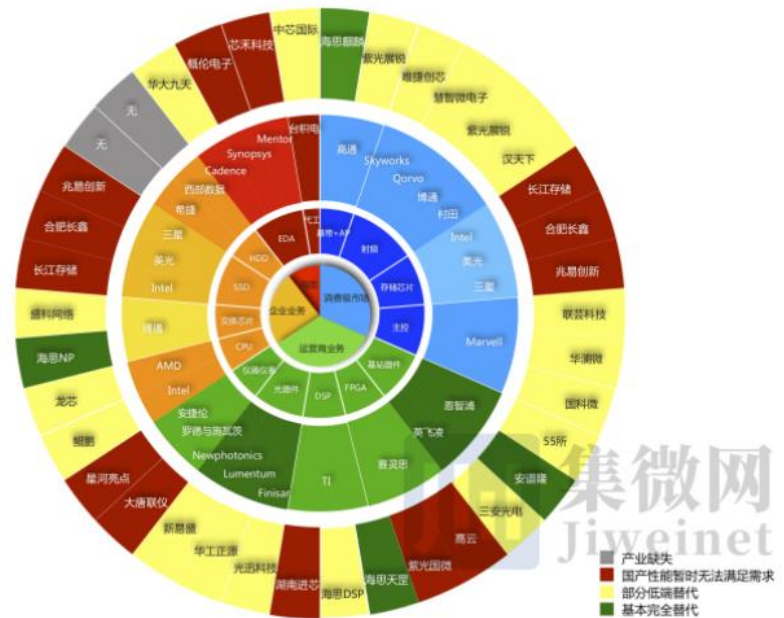 中芯国际
海思麒麟
紫光展锐
唯捷创芯
慧智微电子
紫光展锐
汉天下
长江存储
合肥长鑫
兆易创新
联芸科技
华澜微
国科微
55所
安谱隆
三安光电
高云
紫光国微
海思天罡
海思DSP
湖南进芯
光迅科技
华工正源
新易盛
大唐联仪
星河亮点
鲲鹏
龙芯
海思NP
盛科网络
长江存储
合肥长鑫
兆易创新
无
无
华大九天
概伦电子
芯禾科技
台积电
高通
Skyworks
Qorvo
博通
村田
Intel
美光
三星
Marvell
恩智浦
英飞凌
赛灵思
TI
Finisar
Lumentum
Newphotonics
罗德与施瓦茨
安捷伦
Intel
AMD
博通
Intel
美光
三星
希捷
西部数据
Cadence
Synopsys
Mentor
代工
基带+AP
射频
存储芯片
主控
基站器件
FPGA
DSP
光器件
仪器仪表
CPU
交换芯片
SSD
HDD
EDA
消费级市场
运营商业务
企业业务
集微网
Jiweinet
产业缺失
国产性能暂时无法满足需求
部分低端替代
基本完全替代